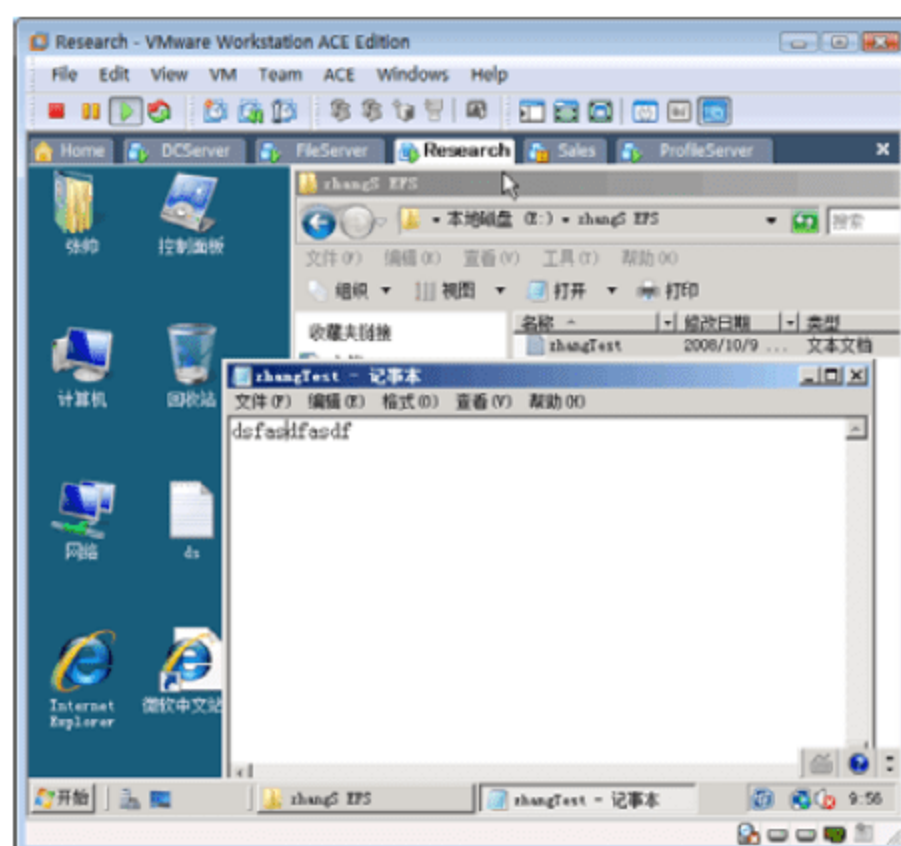 Research - VMware Workstation ACE Edition
File Edit View VM Team ACE Windows Help
Home DCServer FileServer Research Sales ProfileServer
zhangS EFS
本地磁盘 (E:) zhangS EFS 搜索
文件(F) 编辑(E) 查看(V) 工具(T) 帮助(H)
组织 视图 打开 打印
收藏夹链接
名称 修改日期 类型
zhangTest 2008/10/9 ... 文本文档
张帅 控制面板
计算机 回收站
zhangTest - 记事本
文件(F) 编辑(E) 格式(O) 查看(V) 帮助(H)
dsfasdfasdf
网络 ds
Internet Explorer
微软中文站
开始 zhangS EFS zhangTest - 记事本 9:56